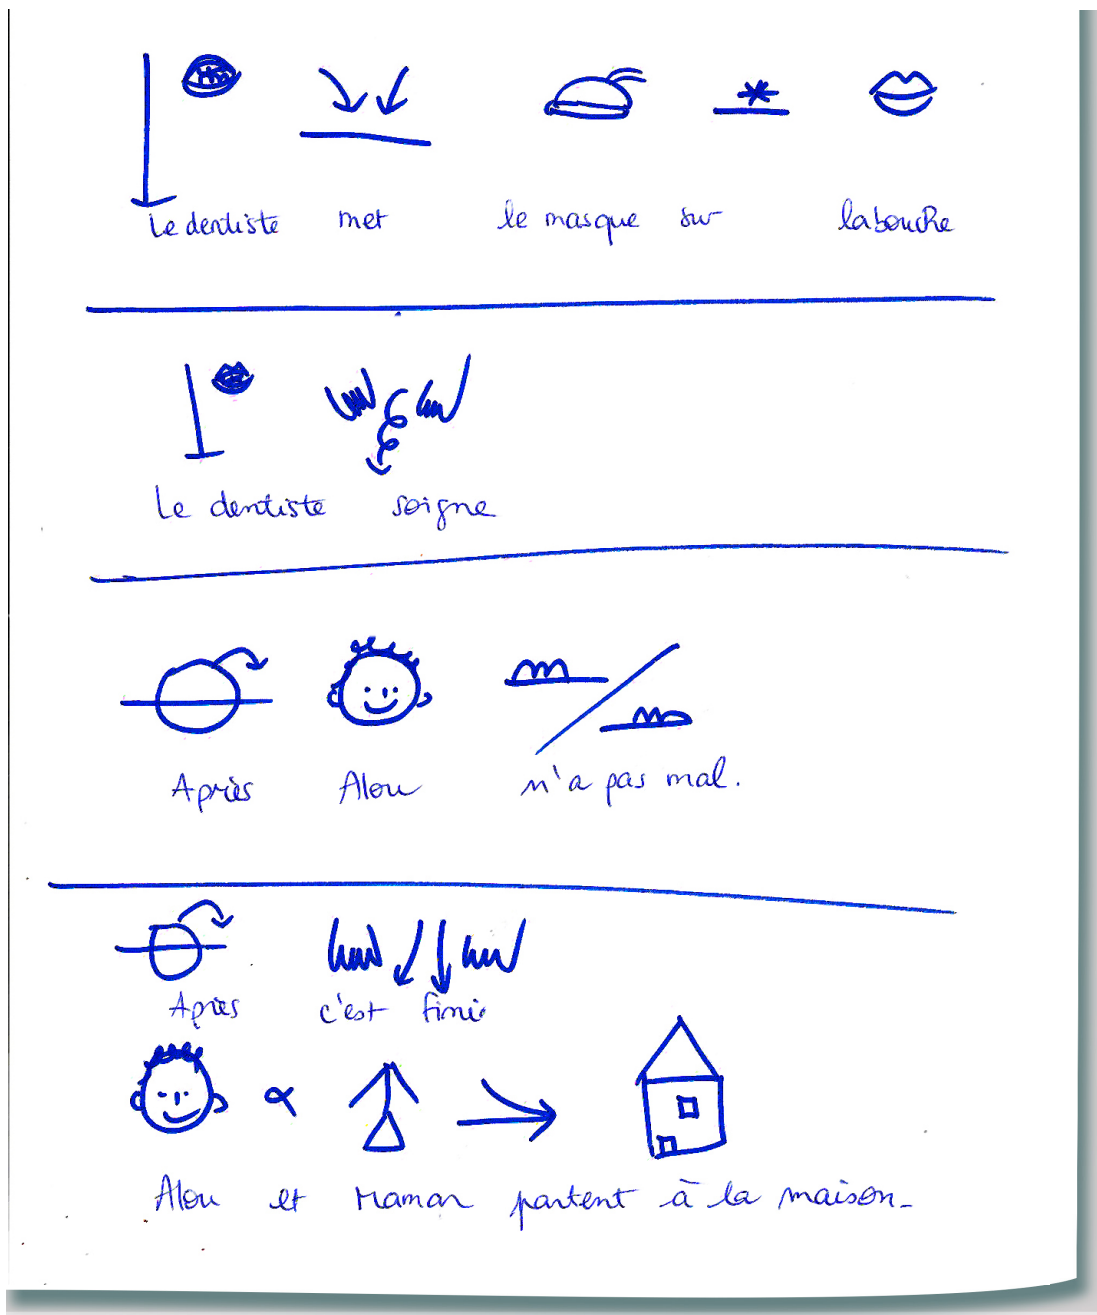 Le dentiste met le masque sur la bouche
Le dentiste soigne
Après Alou n'a pas mal.
Après c'est fini.
Alou et Maman partent à la maison.